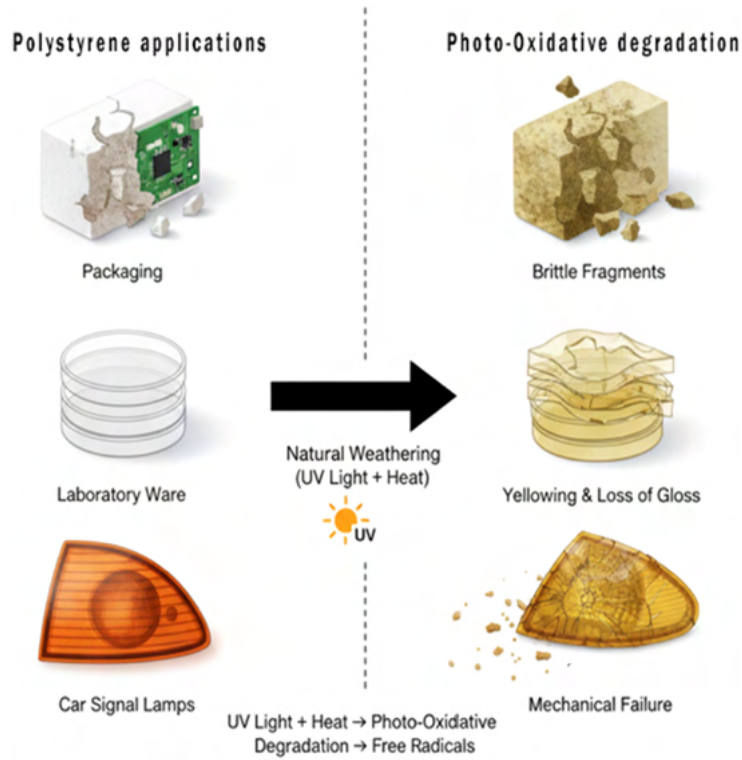 Polystyrene applications
Photo-Oxidative degradation
Packaging
Brittle Fragments
Natural Weathering
(UV Light + Heat)
UV
Laboratory Ware
Yellowing & Loss of Gloss
Car Signal Lamps
Mechanical Failure
UV Light + Heat → Photo-Oxidative
Degradation → Free Radicals